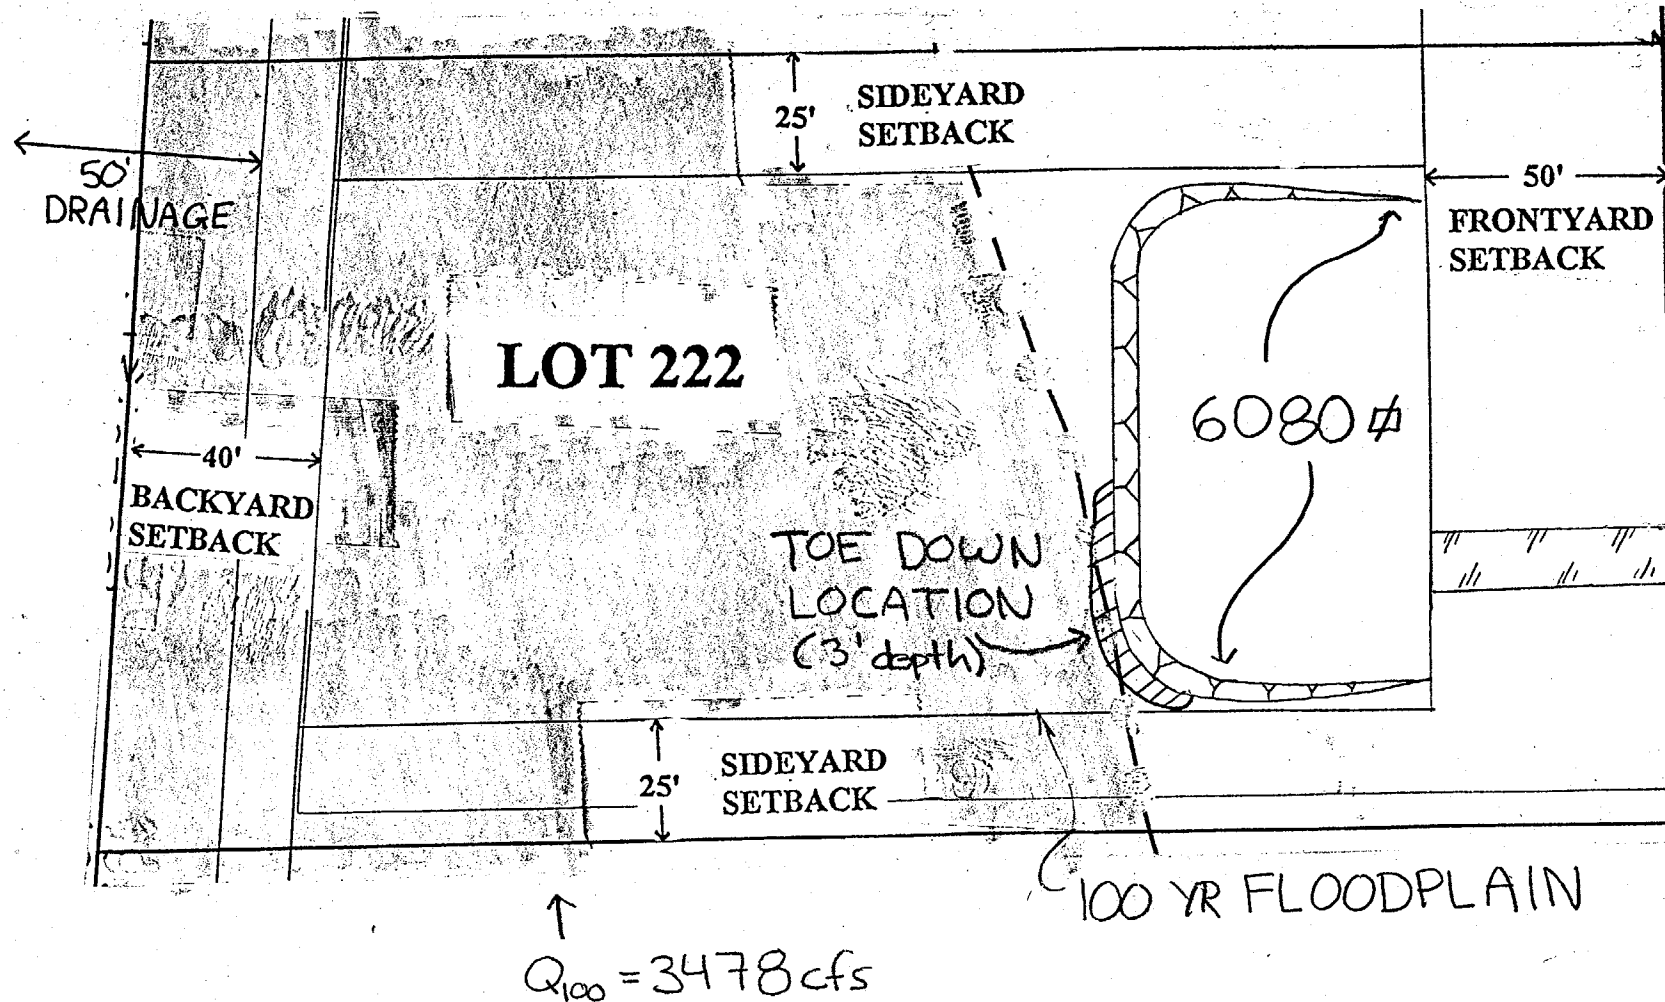 SIDEYARD
SETBACK
25'
50'
DRAINAGE
50'
FRONTYARD
SETBACK
LOT 222
6080 ⏍
40'
BACKYARD
SETBACK
TOE DOWN
LOCATION
(3' depth)
SIDEYARD
SETBACK
25'
100 YR FLOODPLAIN
Q100 = 3478 cfs